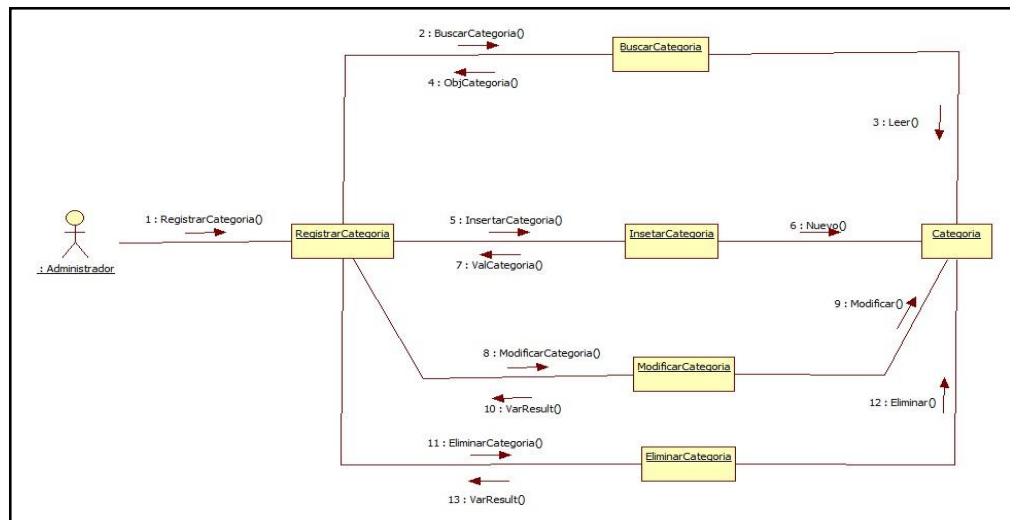 2 : BuscarCategoria()
BuscarCategoria
4 : ObjCategoria()
3 : Leer()
1 : RegistrarCategoria()
5 : InsertarCategoria()
6 : Nuevo()
RegistrarCategoria
InsetarCategoria
Categoria
7 : ValCategoria()
: Administrador
9 : Modificar()
8 : ModificarCategoria()
ModificarCategoria
10 : VarResult()
12 : Eliminar()
11 : EliminarCategoria()
EliminarCategoria
13 : VarResult()